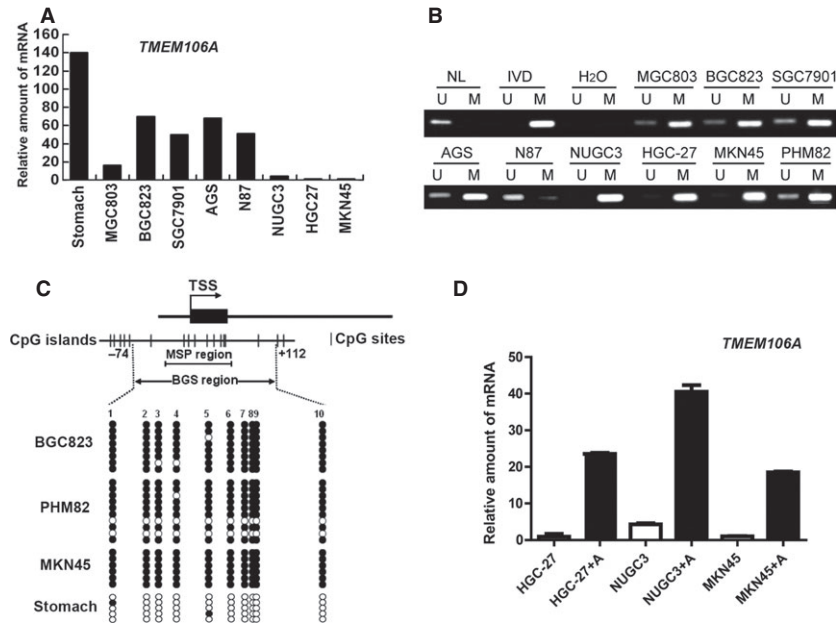 A
TMEM106A
Relative amount of mRNA
160
140
120
100
80
60
40
20
0
Stomach
MGC803
BGC823
SGC7901
AGS
N87
NUGC3
HGC27
MKN45
B
NL IVD H2O MGC803 BGC823 SGC7901
U M U M U M U M U M U M
AGS N87 NUGC3 HGC-27 MKN45 PHM82
U M U M U M U M U M U M
C
TSS
CpG islands
CpG sites
–74 MSP region +112
BGS region
1 2 3 4 5 6 7 8 9 10
BGC823
PHM82
MKN45
Stomach
D
TMEM106A
Relative amount of mRNA
50
40
30
20
10
0
HGC-27
HGC-27+A
NUGC3
NUGC3+A
MKN45
MKN45+A